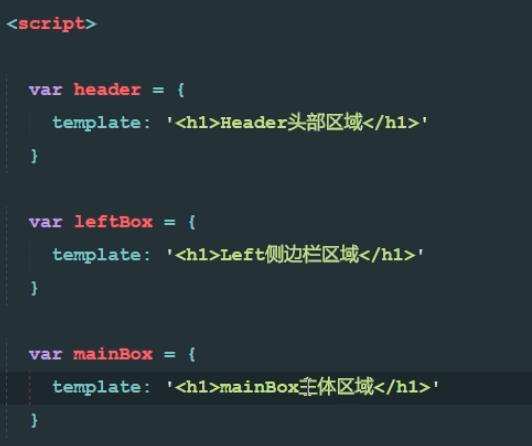 <script>
var header = {
template: '<h1>Header头部区域</h1>'
}
var leftBox = {
template: '<h1>Left侧边栏区域</h1>'
}
var mainBox = {
template: '<h1>mainBox主体区域</h1>'
}